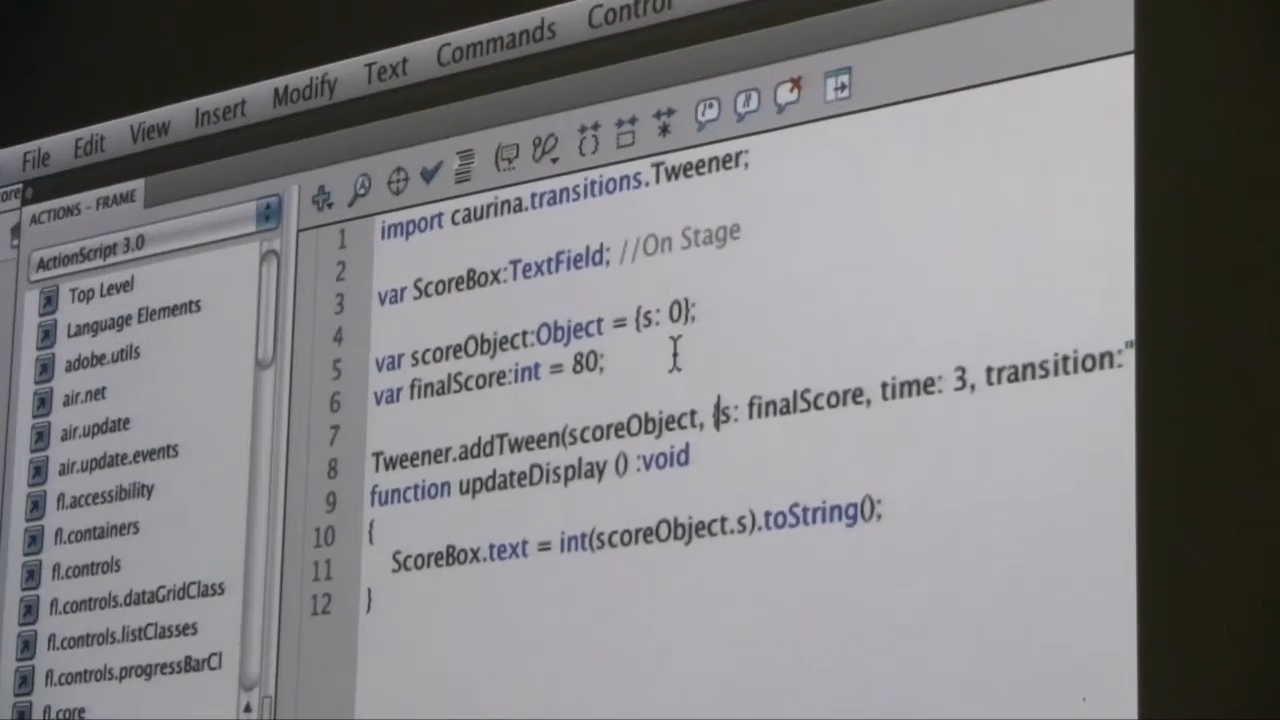 File Edit View Insert Modify Text Commands Control
ACTIONS - FRAME
ActionScript 3.0
Top Level
Language Elements
adobe.utils
air.net
air.update
air.update.events
fl.accessibility
fl.containers
fl.controls
fl.controls.dataGridClass
fl.controls.listClasses
fl.controls.progressBarCl
fl.core
1 import caurina.transitions.Tweener;
2
3 var ScoreBox:TextField; //On Stage
4
5 var scoreObject:Object = {s: 0};
6 var finalScore:int = 80;
7
8 Tweener.addTween(scoreObject, {s: finalScore, time: 3, transition:"
9 function updateDisplay () :void
10 {
11 ScoreBox.text = int(scoreObject.s).toString();
12 }